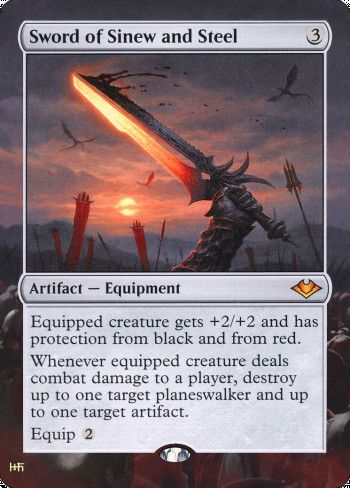 Sword of Sinew and Steel 3
Artifact — Equipment
Equipped creature gets +2/+2 and has
protection from black and from red.
Whenever equipped creature deals
combat damage to a player, destroy
up to one target planeswalker and up
to one target artifact.
Equip 2